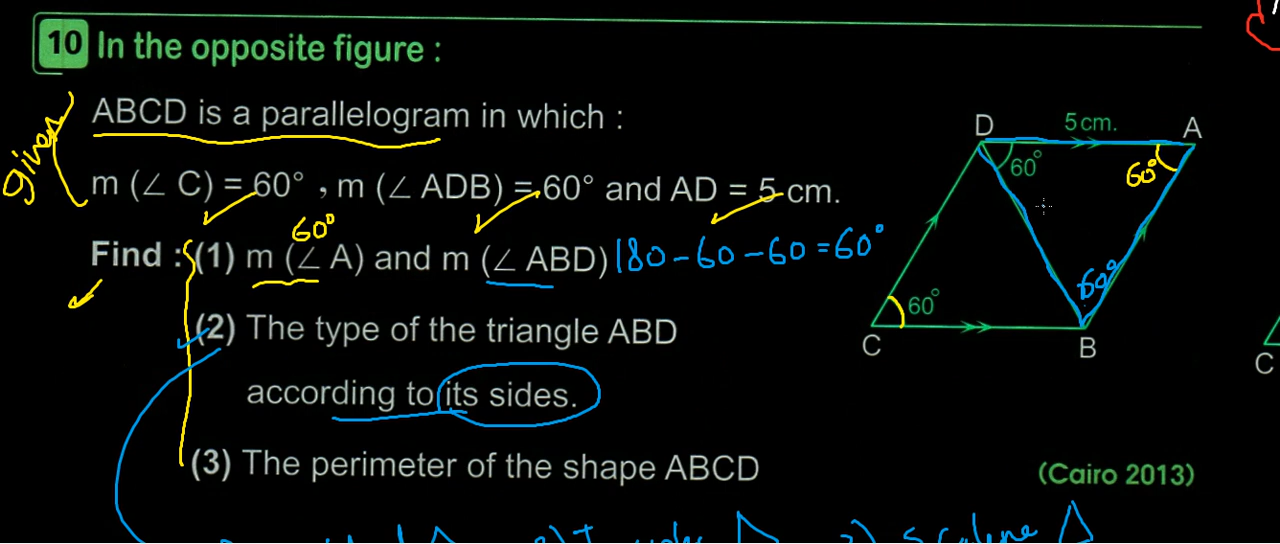 10 In the opposite figure :
given
ABCD is a parallelogram in which :
m (∠ C) = 60° , m (∠ ADB) = 60° and AD = 5 cm.
60°
Find : (1) m (∠ A) and m (∠ ABD) 180-60-60=60°
(2) The type of the triangle ABD
according to its sides.
(3) The perimeter of the shape ABCD
(Cairo 2013)
D 5 cm. A
60° 60°
60°
60°
C B
C
scalene Δ